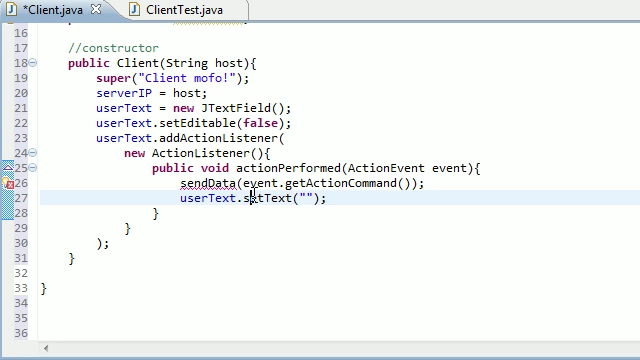 *Client.java ClientTest.java
16
17 //constructor
18 public Client(String host){
19 super("Client mofo!");
20 serverIP = host;
21 userText = new JTextField();
22 userText.setEditable(false);
23 userText.addActionListener(
24 new ActionListener(){
25 public void actionPerformed(ActionEvent event){
26 sendData(event.getActionCommand());
27 userText.setText("");
28 }
29 }
30 );
31 }
32
33 }
34
35
36